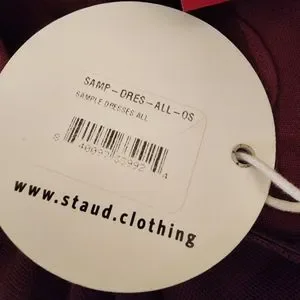 SAMP-DRES-ALL-OS
SAMPLE DRESSES ALL
www.staud.clothing